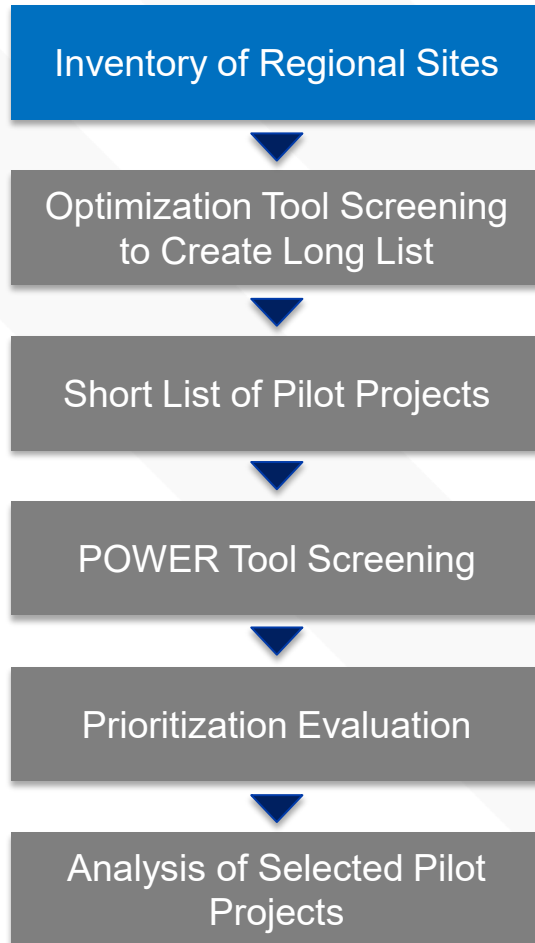 Inventory of Regional Sites
Optimization Tool Screening
to Create Long List
Short List of Pilot Projects
POWER Tool Screening
Prioritization Evaluation
Analysis of Selected Pilot
Projects